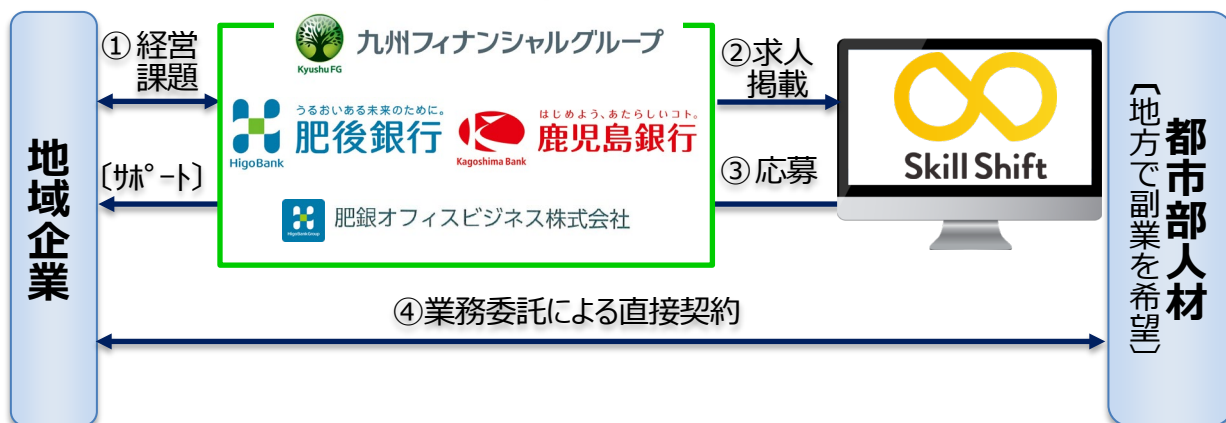 地域企業
①経営
課題
〔ｻﾎﾟｰﾄ〕
Kyushu FG
九州フィナンシャルグループ
うるおいある未来のために。
肥後銀行
HigoBank
はじめよう、あたらしいコト。
鹿児島銀行
Kagoshima Bank
HigoBank Group
肥銀オフィスビジネス株式会社
②求人
掲載
③応募
Skill Shift
④業務委託による直接契約
都市部人材
〔地方で副業を希望〕